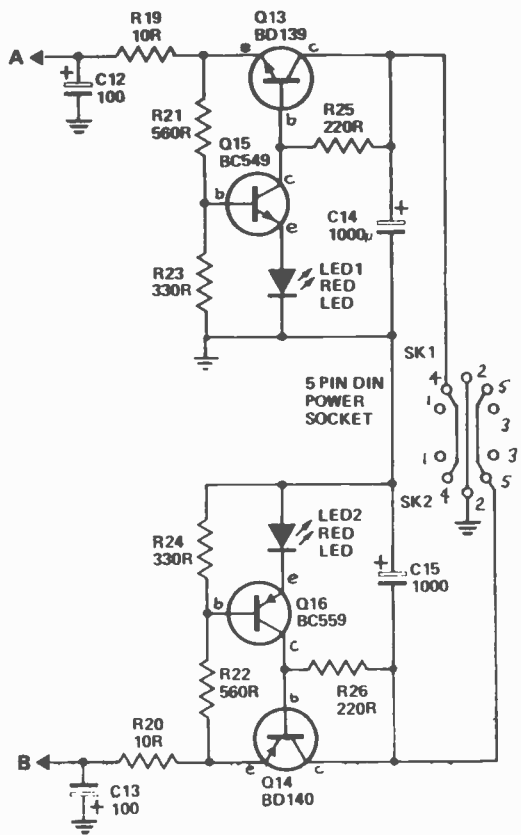 R19
10R
Q13
BD139
A
e
c
+
C12
100
b
R21
560R
R25
220R
Q15
BC549
c
b
e
C14
1000µ
+
R23
330R
LED1
RED
LED
SK1
5 PIN DIN
POWER
SOCKET
4
2
5
1
3
1
3
4
2
5
SK2
LED2
RED
LED
R24
330R
e
b
Q16
BC559
c
+
C15
1000
R22
560R
b
R26
220R
R20
10R
B
e
c
Q14
BD140
C13
100
+